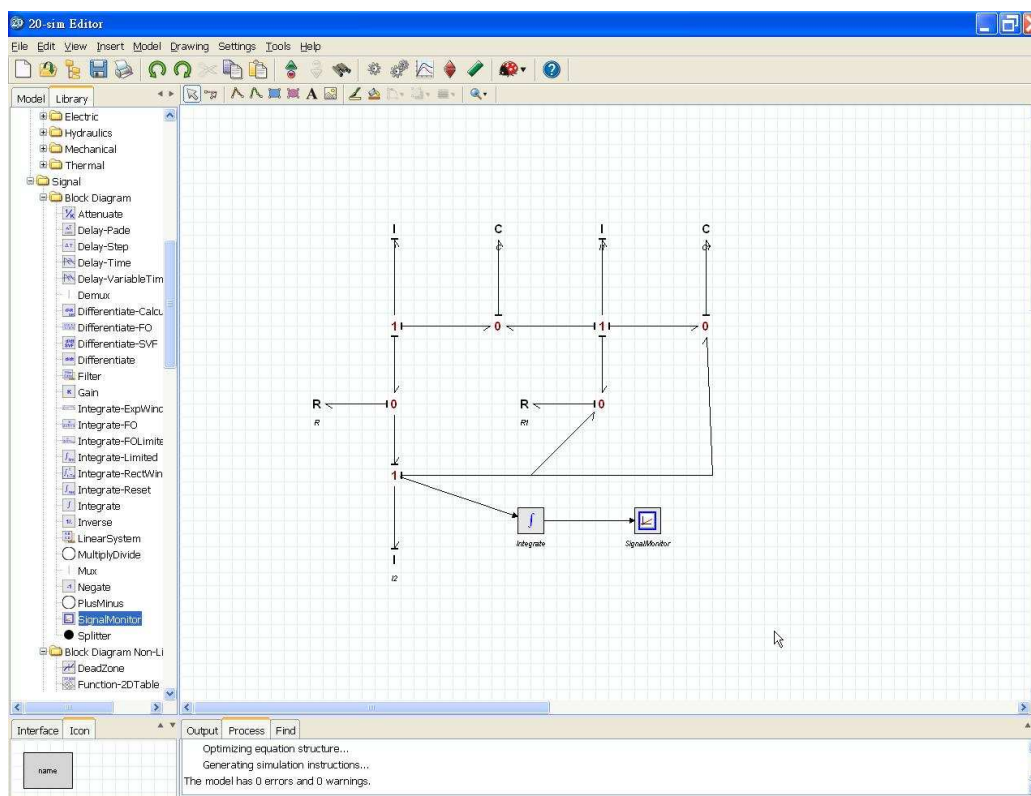 20-sim Editor
File Edit View Insert Model Drawing Settings Tools Help
Model Library
Electric
Hydraulics
Mechanical
Thermal
Signal
Block Diagram
Attenuate
Delay-Pade
Delay-Step
Delay-Time
Delay-VariableTim
Demux
Differentiate-Calcu
Differentiate-FO
Differentiate-SVF
Differentiate
Filter
Gain
Integrate-ExpWind
Integrate-FO
Integrate-FOLimite
Integrate-Limited
Integrate-RectWin
Integrate-Reset
Integrate
Inverse
LinearSystem
MultiplyDivide
Mux
Negate
PlusMinus
SignalMonitor
Splitter
Block Diagram Non-Li
DeadZone
Function-2DTable
I C I C
1 0 1 0
R 0 R 0
R R1
1
Integrate SignalMonitor
I
I2
Interface Icon
name
Output Process Find
Optimizing equation structure...
Generating simulation instructions...
The model has 0 errors and 0 warnings.